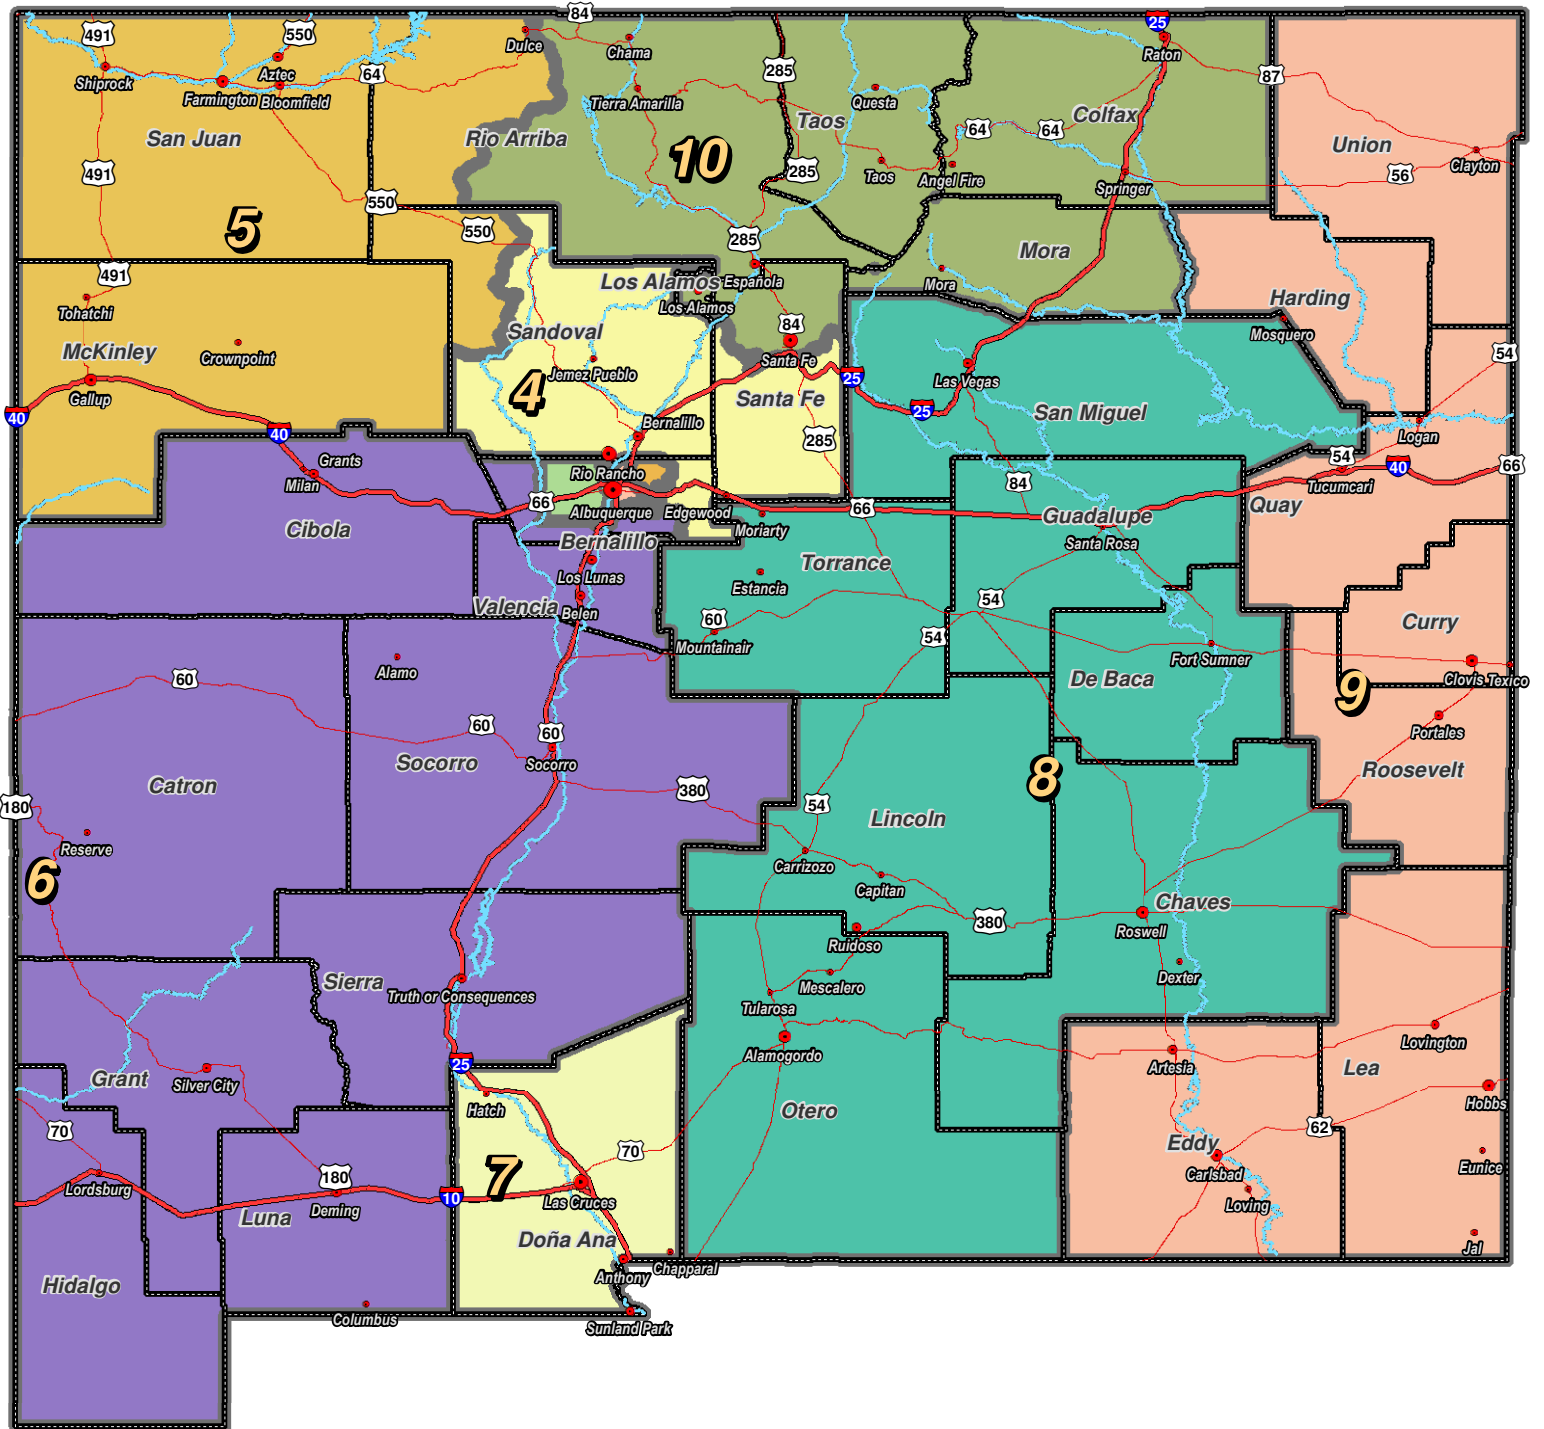 84
25
491
550
Dulce
Chama
Raton
Shiprock
Aztec
64
285
87
Farmington
Bloomfield
Tierra Amarilla
Questa
San Juan
Rio Arriba
10
Taos
Colfax
64
64
Union
Clayton
491
285
Taos
Angel Fire
Springer
56
550
5
550
285
Mora
491
Los Alamos
Española
Mora
Harding
Tohatchi
Los Alamos
McKinley
Crownpoint
Sandoval
84
Mosquero
Jemez Pueblo
Santa Fe
54
Gallup
4
Santa Fe
25
Las Vegas
40
40
Bernalillo
285
25
San Miguel
Logan
Grants
Milan
Rio Rancho
54
40
66
66
84
Tucumcari
Cibola
Albuquerque
Edgewood
Moriarty
66
Guadalupe
Quay
Bernalillo
Santa Rosa
Torrance
Los Lunas
Estancia
Valencia
Belen
60
54
Curry
Mountainair
54
Fort Sumner
Alamo
60
De Baca
9
Clovis
Texico
60
60
Portales
Catron
Socorro
Socorro
8
Roosevelt
180
380
54
Lincoln
Reserve
Carrizozo
6
Capitan
Chaves
380
Roswell
Ruidoso
Sierra
Mescalero
Dexter
Truth or Consequences
Tularosa
25
Alamogordo
Lovington
Grant
Silver City
Artesia
Lea
Hatch
Otero
Hobbs
70
62
70
Eddy
180
7
Carlsbad
Eunice
Lordsburg
10
Las Cruces
Loving
Luna
Deming
Doña Ana
Jal
Hidalgo
Anthony
Chapparal
Columbus
Sunland Park